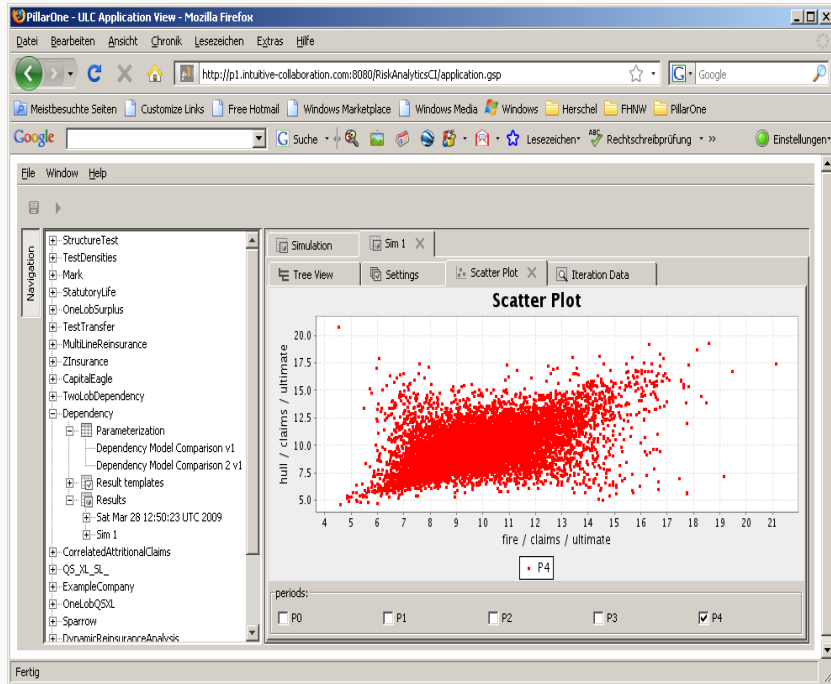 PillarOne - ULC Application View - Mozilla Firefox
Datei Bearbeiten Ansicht Chronik Lesezeichen Extras Hilfe
http://p1.intuitive-collaboration.com:8080/RiskAnalyticsCI/application.gsp
G Google
Meistbesuchte Seiten Customize Links Free Hotmail Windows Marketplace Windows Media Windows Herschel FHNW PillarOne
Google G Suche Lesezeichen ABC Rechtschreibprüfung » Einstellungen
File Window Help
Navigation
StructureTest
TestDensities
Mark
StatutoryLife
OneLobSurplus
TestTransfer
MultiLineReinsurance
ZInsurance
CapitalEagle
TwoLobDependency
Dependency
Parameterization
Dependency Model Comparison v1
Dependency Model Comparison 2 v1
Result templates
Results
Sat Mar 28 12:50:23 UTC 2009
Sim 1
CorrelatedAttritionalClaims
QS_XL_SL_
ExampleCompany
OneLobQSXL
Sparrow
DynamicReinsuranceAnalysis
Simulation Sim 1
Tree View Settings Scatter Plot Iteration Data
Scatter Plot
hull / claims / ultimate
20.0
17.5
15.0
12.5
10.0
7.5
5.0
4 5 6 7 8 9 10 11 12 13 14 15 16 17 18 19 20 21
fire / claims / ultimate
P4
periods:
P0 P1 P2 P3 P4
Fertig